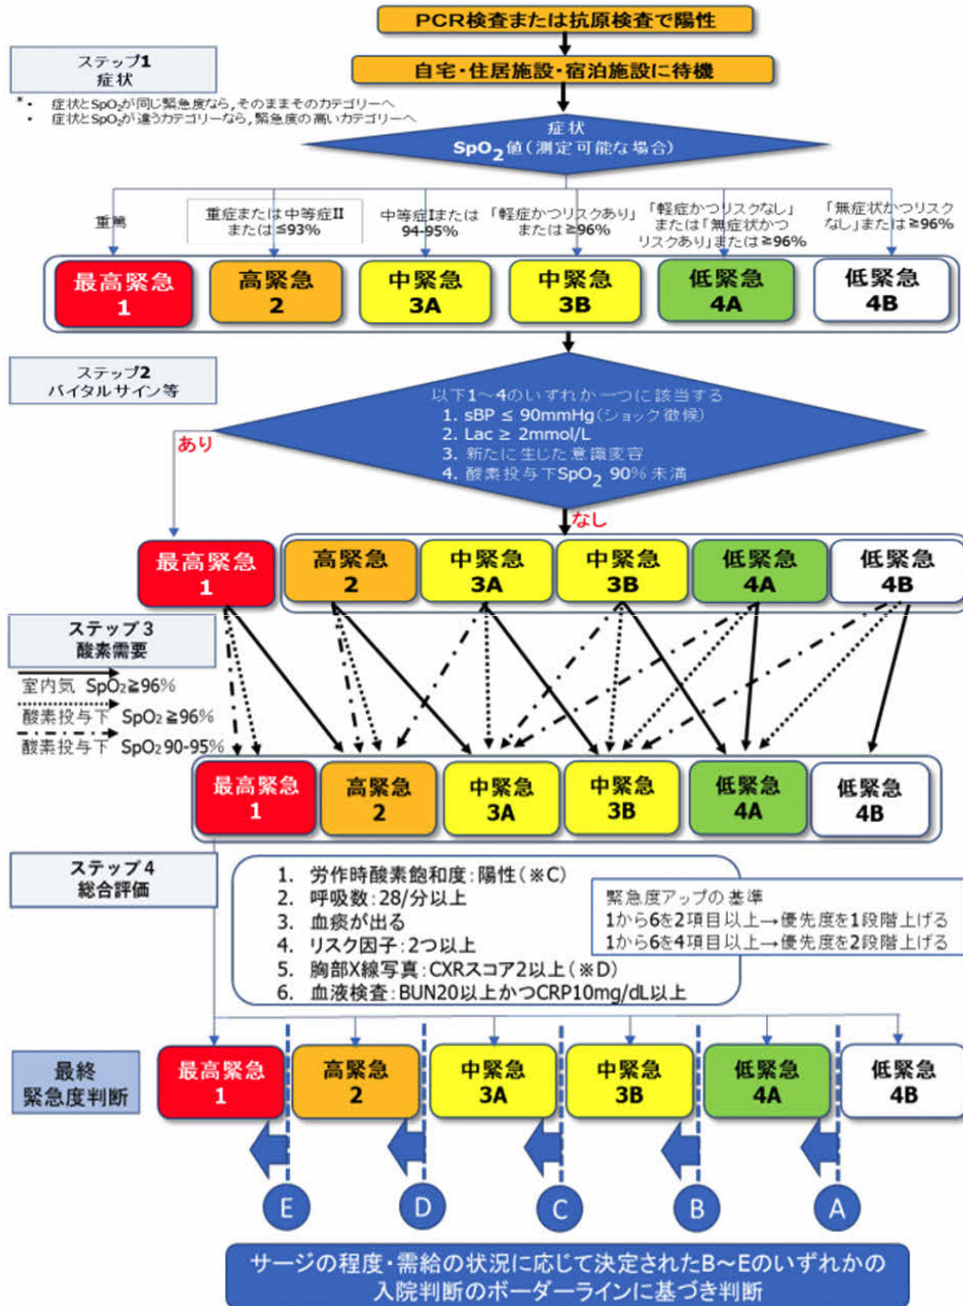 PCR検査または抗原検査で陽性
ステップ1
症状
自宅・住居施設・宿泊施設に待機
*・ 症状とSpO₂が同じ緊急度なら,そのままそのカテゴリーへ
・ 症状とSpO₂が違うカテゴリーなら,緊急度の高いカテゴリーへ
症状
SpO₂値(測定可能な場合)
重篤
重症または中等症II
または≦93%
中等症Iまたは
94-95%
「軽症かつリスクあり」
または≧96%
「軽症かつリスクなし」
または「無症状かつ
リスクあり」または≧96%
「無症状かつリスク
なし」または≧96%
最高緊急
1
高緊急
2
中緊急
3A
中緊急
3B
低緊急
4A
低緊急
4B
ステップ2
バイタルサイン等
以下1～4のいずれか一つに該当する
1. sBP ≤ 90mmHg(ショック徴候)
2. Lac ≥ 2mmol/L
3. 新たに生じた意識変容
4. 酸素投与下SpO₂ 90%未満
あり
なし
最高緊急
1
高緊急
2
中緊急
3A
中緊急
3B
低緊急
4A
低緊急
4B
ステップ３
酸素需要
室内気 SpO₂≧96%
酸素投与下 SpO₂≧96%
酸素投与下 SpO₂90-95%
最高緊急
1
高緊急
2
中緊急
3A
中緊急
3B
低緊急
4A
低緊急
4B
ステップ４
総合評価
1. 労作時酸素飽和度：陽性(※C)
2. 呼吸数：28/分以上
3. 血痰が出る
4. リスク因子：2つ以上
5. 胸部X線写真：CXRスコア2以上(※D)
6. 血液検査：BUN20以上かつCRP10mg/dL以上
緊急度アップの基準
1から6を2項目以上→優先度を1段階上げる
1から6を4項目以上→優先度を2段階上げる
最終
緊急度判断
最高緊急
1
高緊急
2
中緊急
3A
中緊急
3B
低緊急
4A
低緊急
4B
E
D
C
B
A
サージの程度・需給の状況に応じて決定されたB～Eのいずれかの
入院判断のボーダーラインに基づき判断